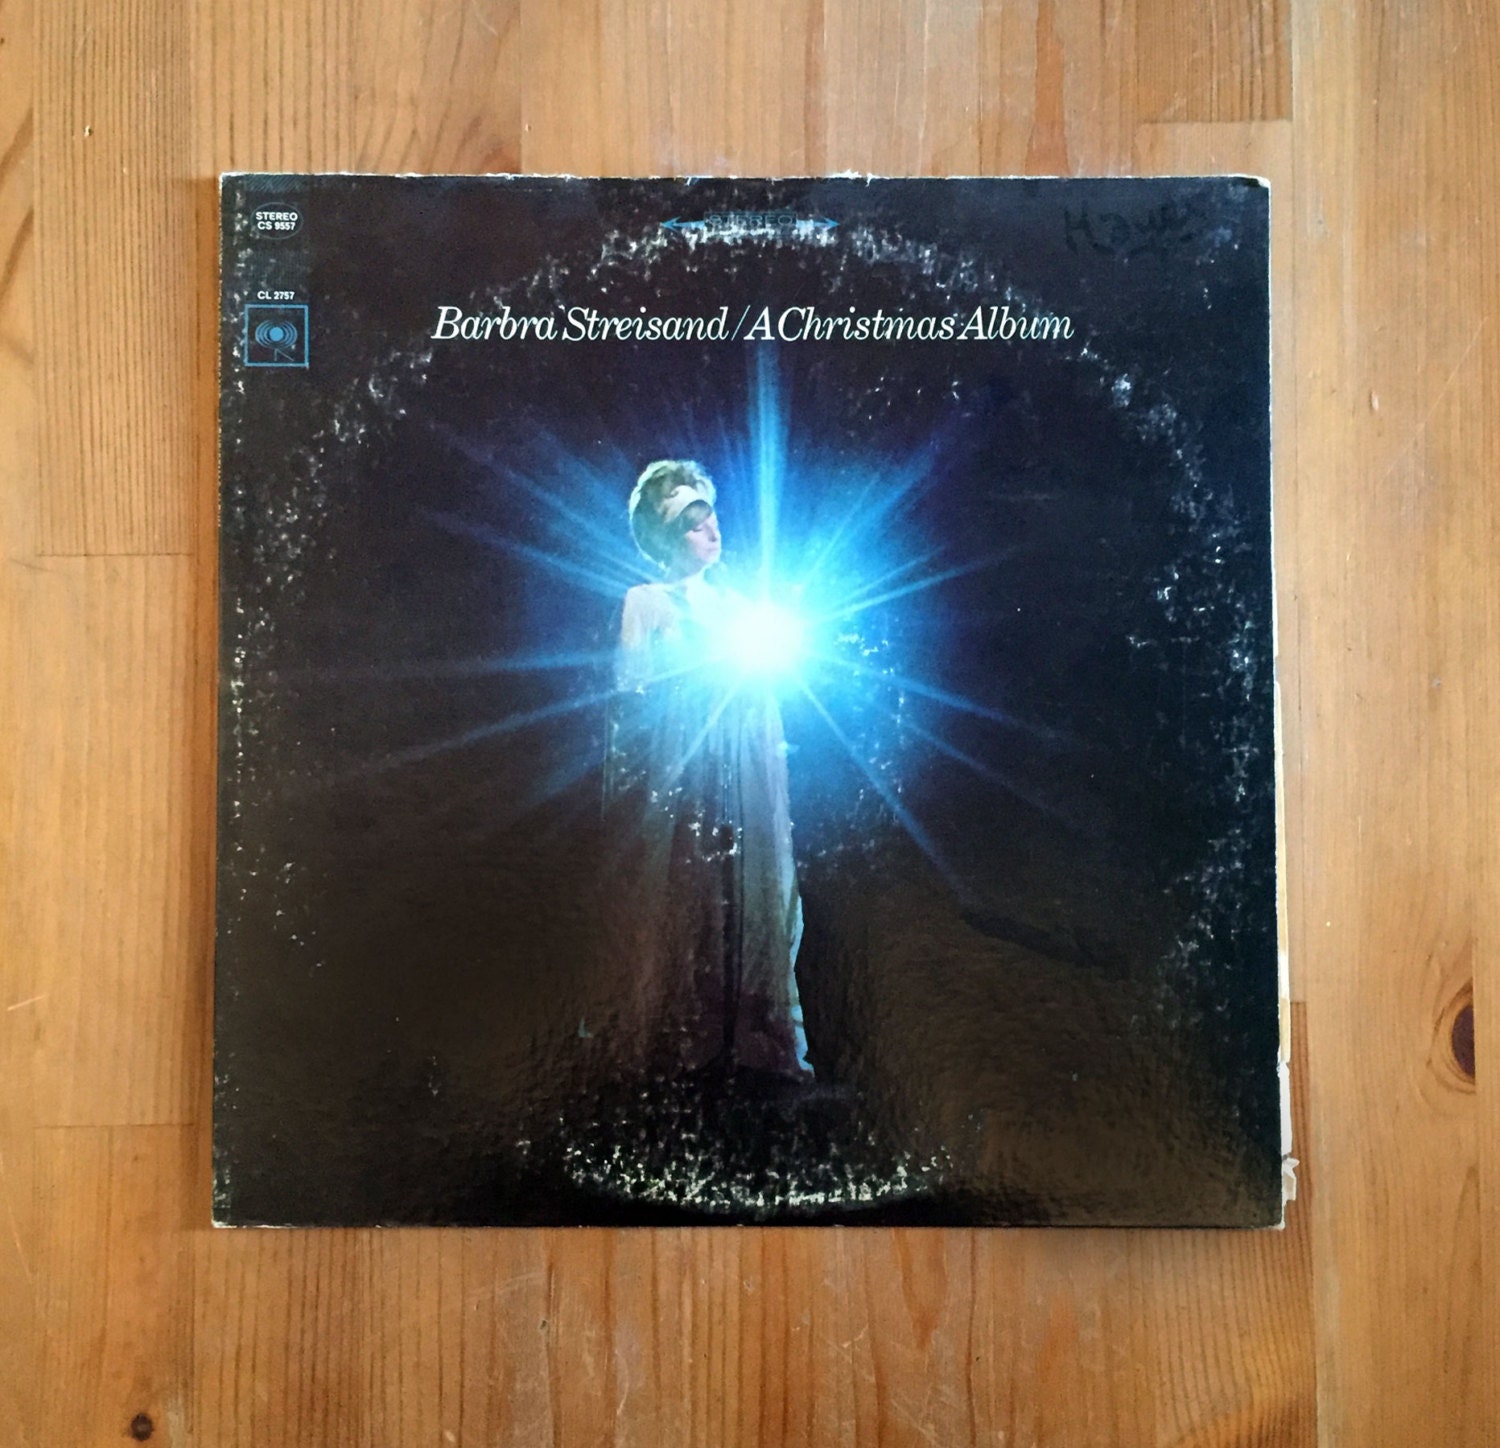 STEREO
CS 9557
STEREO
CL 2757
Barbra Streisand/A Christmas Album